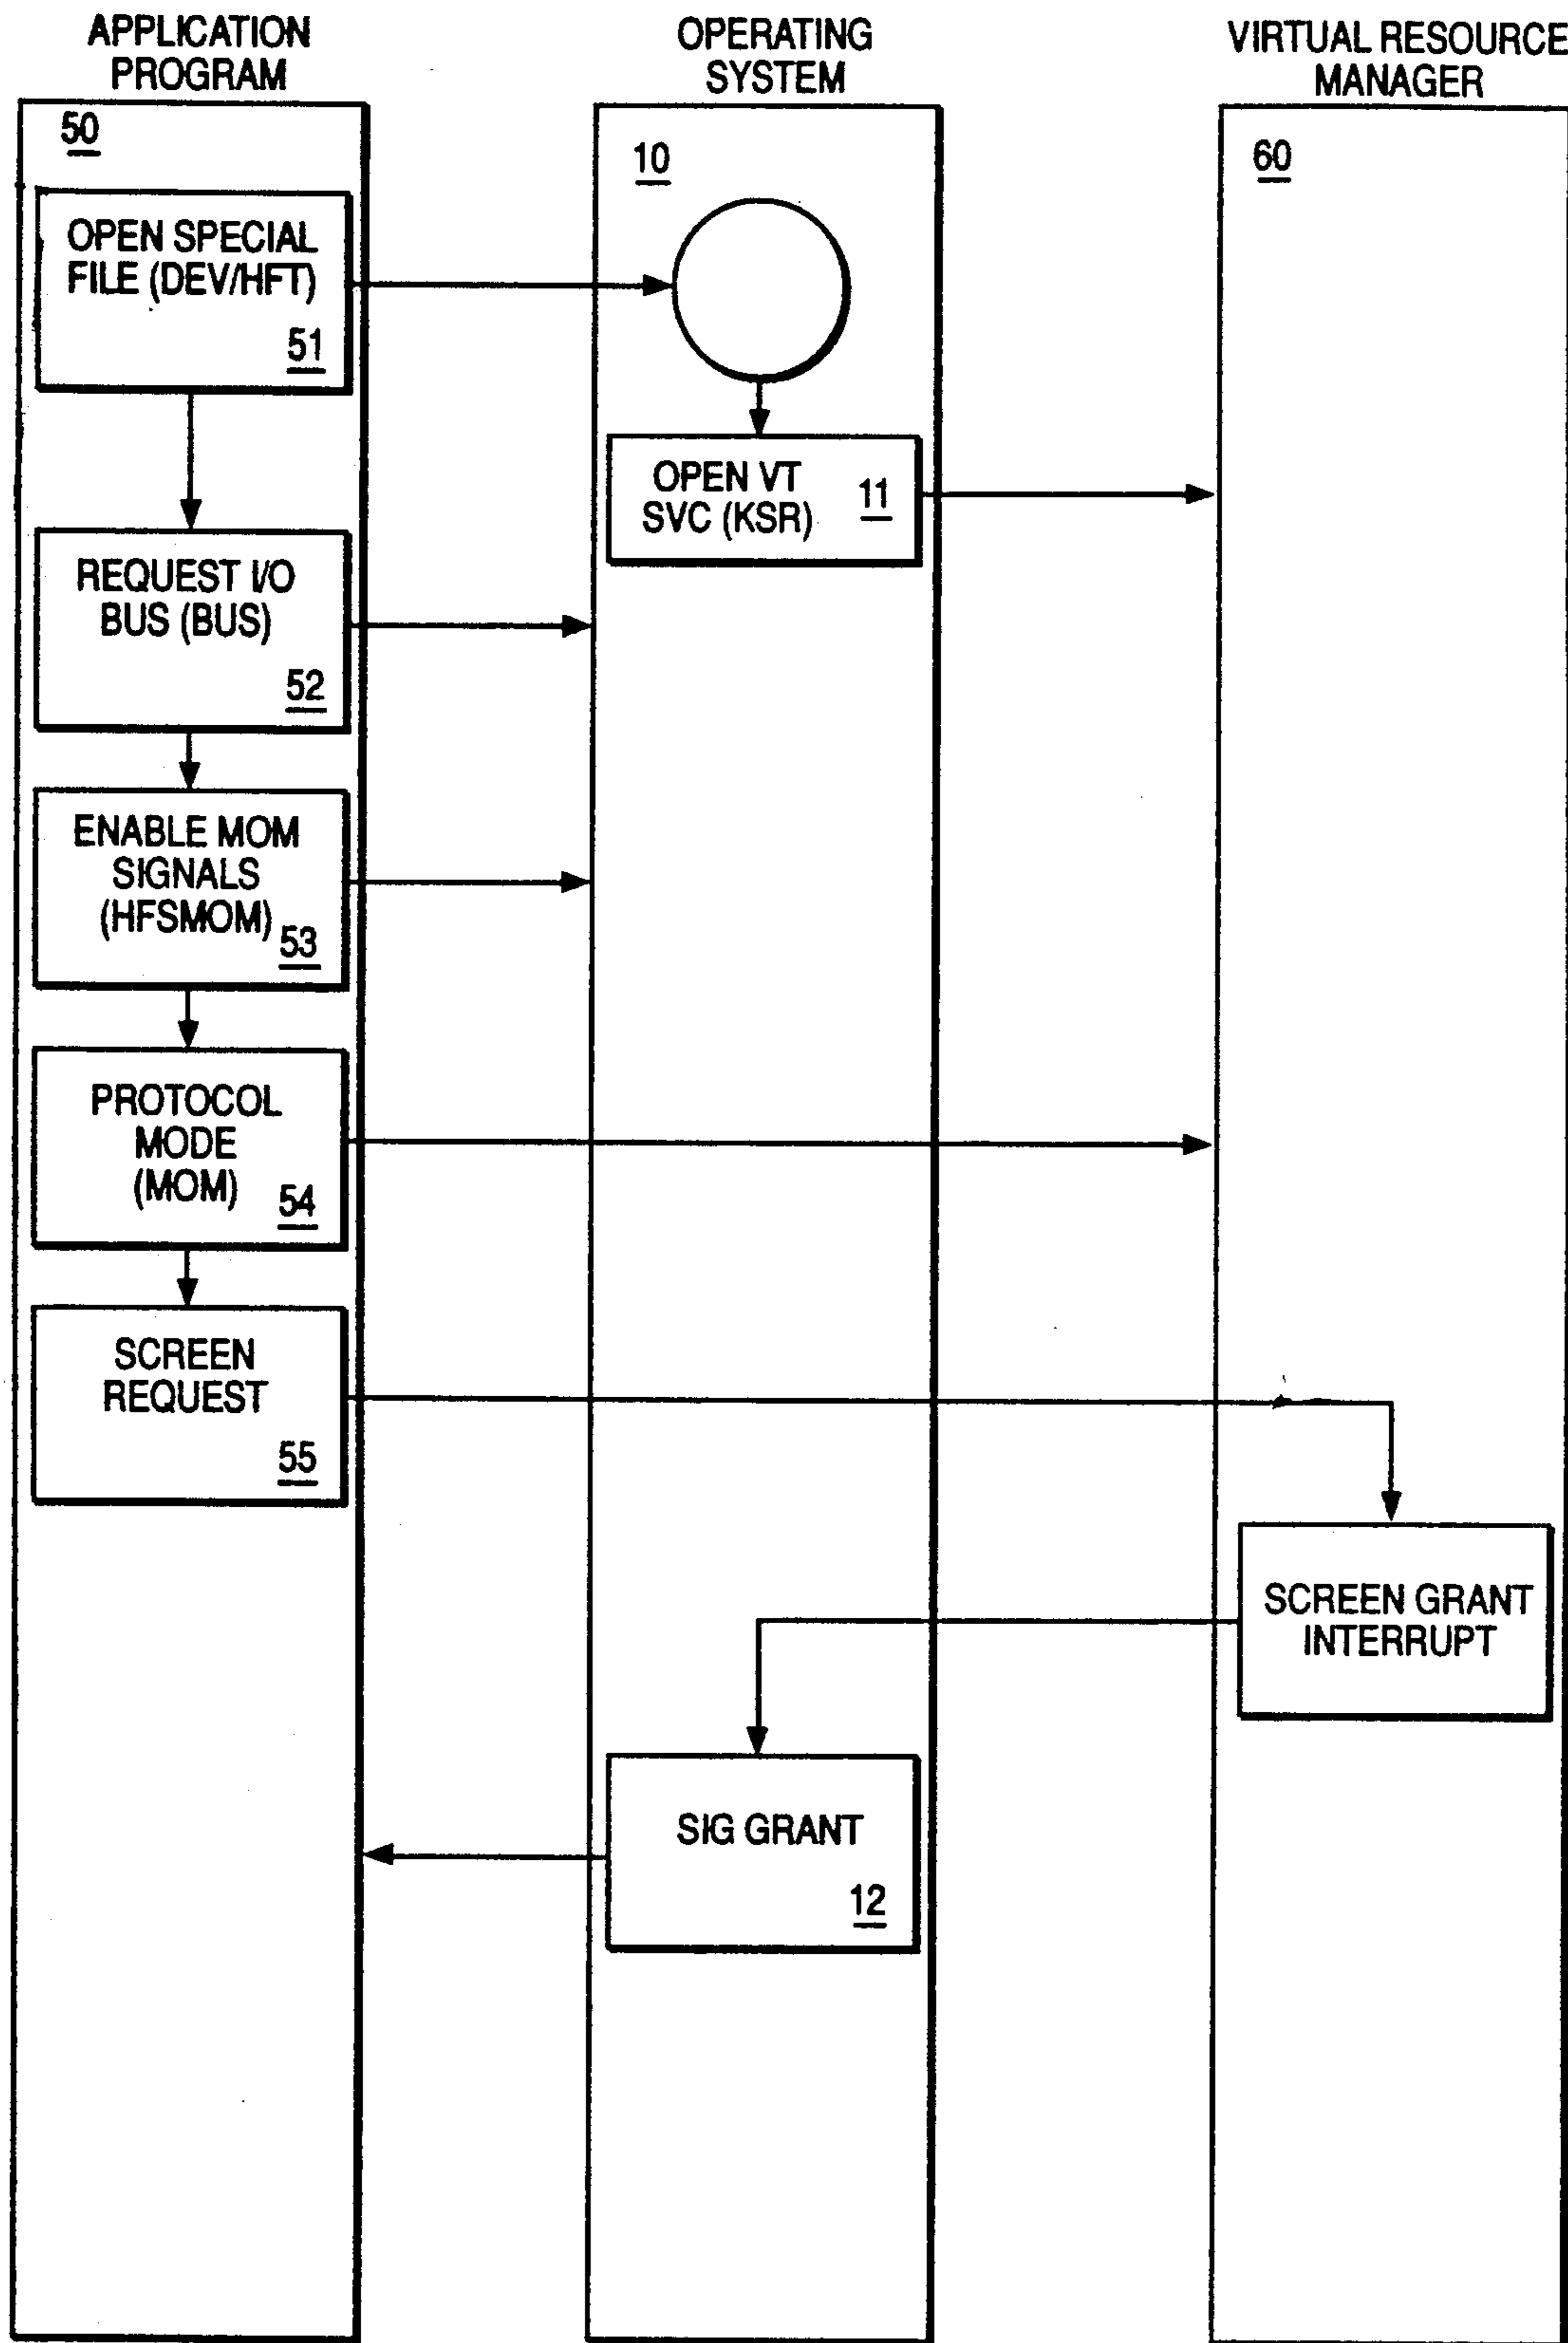 APPLICATION
PROGRAM
OPERATING
SYSTEM
VIRTUAL RESOURCE
MANAGER
50
10
60
OPEN SPECIAL
FILE (DEV/HFT)
51
OPEN VT
SVC (KSR)
11
REQUEST I/O
BUS (BUS)
52
ENABLE MOM
SIGNALS
(HFSMOM)
53
PROTOCOL
MODE
(MOM)
54
SCREEN
REQUEST
55
SCREEN GRANT
INTERRUPT
SIG GRANT
12